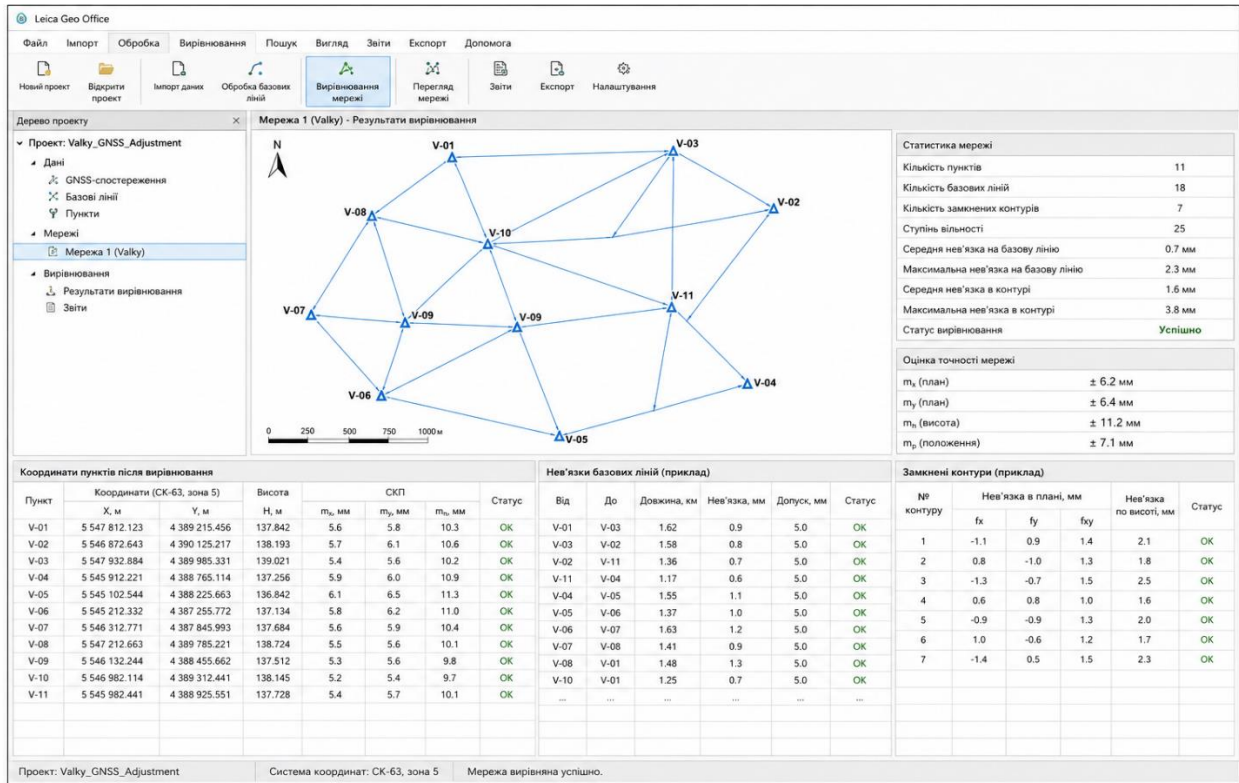 Leica Geo Office
Файл Імпорт Обробка Вирівнювання Пошук Вигляд Звіти Експорт Допомога
Новий проект Відкрити проект Імпорт даних Обробка базових ліній Вирівнювання мережі Перегляд мережі Звіти Експорт Налаштування
Дерево проекту ×
Проект: Valky_GNSS_Adjustment
Дані
GNSS-спостереження
Базові лінії
Пункти
Мережі
Мережа 1 (Valky)
Вирівнювання
Результати вирівнювання
Звіти
Мережа 1 (Valky) - Результати вирівнювання
N
V-01
V-03
V-08
V-02
V-10
V-11
V-07
V-09
V-09
V-06
V-04
V-05
0 250 500 750 1000 м
Статистика мережі
Кількість пунктів 11
Кількість базових ліній 18
Кількість замкнених контурів 7
Ступінь вільності 25
Середня нев'язка на базову лінію 0.7 мм
Максимальна нев'язка на базову лінію 2.3 мм
Середня нев'язка в контурі 1.6 мм
Максимальна нев'язка в контурі 3.8 мм
Статус вирівнювання Успішно
Оцінка точності мережі
mx (план) ± 6.2 мм
my (план) ± 6.4 мм
mn (висота) ± 11.2 мм
mp (положення) ± 7.1 мм
Координати пунктів після вирівнювання
Пункт Координати (СК-63, зона 5) Висота СКП Статус
X, м Y, м H, м mx, мм my, мм mn, мм
V-01 5 547 812.123 4 389 215.456 137.842 5.6 5.8 10.3 OK
V-02 5 546 872.643 4 390 125.217 138.193 5.7 6.1 10.6 OK
V-03 5 547 932.884 4 389 985.331 139.021 5.4 5.6 10.2 OK
V-04 5 545 912.221 4 388 765.114 137.256 5.9 6.0 10.9 OK
V-05 5 545 102.544 4 388 225.663 136.842 6.1 6.5 11.3 OK
V-06 5 545 212.332 4 387 255.772 137.134 5.8 6.2 11.0 OK
V-07 5 546 312.771 4 387 845.993 137.684 5.6 5.9 10.4 OK
V-08 5 547 212.663 4 389 785.221 138.724 5.5 5.6 10.1 OK
V-09 5 546 132.244 4 388 455.662 137.512 5.3 5.6 9.8 OK
V-10 5 546 982.114 4 389 312.441 138.145 5.2 5.4 9.7 OK
V-11 5 545 982.441 4 388 925.551 137.728 5.4 5.7 10.1 OK
Нев'язки базових ліній (приклад)
Від До Довжина, км Нев'язка, мм Допуск, мм Статус
V-01 V-03 1.62 0.9 5.0 OK
V-03 V-02 1.58 0.8 5.0 OK
V-02 V-11 1.36 0.7 5.0 OK
V-11 V-04 1.17 0.6 5.0 OK
V-04 V-05 1.55 1.1 5.0 OK
V-05 V-06 1.37 1.0 5.0 OK
V-06 V-07 1.63 1.2 5.0 OK
V-07 V-08 1.41 0.9 5.0 OK
V-08 V-01 1.48 1.3 5.0 OK
V-10 V-01 1.25 0.7 5.0 OK
... ... ... ... ... ...
Замкнені контури (приклад)
№ контуру Нев'язка в плані, мм Нев'язка по висоті, мм Статус
fx fy fxy
1 -1.1 0.9 1.4 2.1 OK
2 0.8 -1.0 1.3 1.8 OK
3 -1.3 -0.7 1.5 2.5 OK
4 0.6 0.8 1.0 1.6 OK
5 -0.9 -0.9 1.3 2.0 OK
6 1.0 -0.6 1.2 1.7 OK
7 -1.4 0.5 1.5 2.3 OK
Проект: Valky_GNSS_Adjustment Система координат: СК-63, зона 5 Мережа вирівняна успішно.